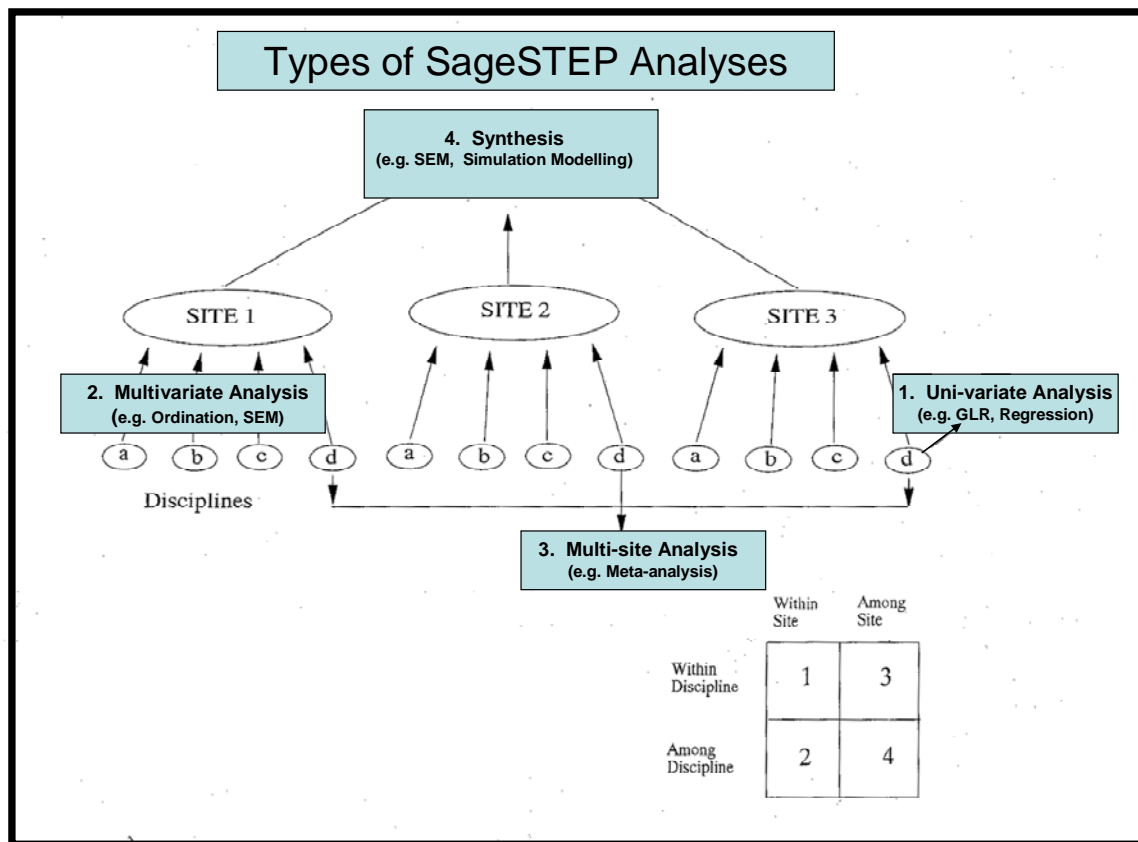 Types of SageSTEP Analyses
4. Synthesis
(e.g. SEM, Simulation Modelling)
SITE 1
SITE 2
SITE 3
2. Multivariate Analysis
(e.g. Ordination, SEM)
1. Uni-variate Analysis
(e.g. GLR, Regression)
a b c d a b c d a b c d
Disciplines
3. Multi-site Analysis
(e.g. Meta-analysis)
Within Among
Site Site
Within
Discipline
1 3
Among
Discipline
2 4